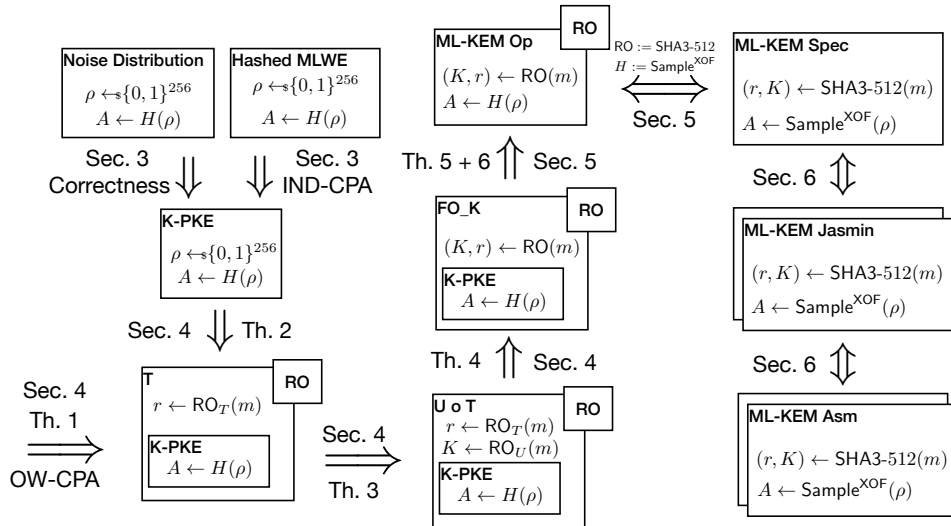 Noise Distribution
ρ ←$ {0, 1}^256
A ← H(ρ)
Hashed MLWE
ρ ←$ {0, 1}^256
A ← H(ρ)
Sec. 3
Correctness
Sec. 3
IND-CPA
K-PKE
ρ ←$ {0, 1}^256
A ← H(ρ)
Sec. 4
Th. 2
Sec. 4
Th. 1
OW-CPA
T
RO
r ← RO_T(m)
K-PKE
A ← H(ρ)
Sec. 4
Th. 3
U o T
RO
r ← RO_T(m)
K ← RO_U(m)
K-PKE
A ← H(ρ)
Th. 4
Sec. 4
FO_K
RO
(K, r) ← RO(m)
K-PKE
A ← H(ρ)
Th. 5 + 6
Sec. 5
ML-KEM Op
RO
(K, r) ← RO(m)
A ← H(ρ)
RO := SHA3-512
H := Sample^XOF
Sec. 5
ML-KEM Spec
(r, K) ← SHA3-512(m)
A ← Sample^XOF(ρ)
Sec. 6
ML-KEM Jasmin
(r, K) ← SHA3-512(m)
A ← Sample^XOF(ρ)
Sec. 6
ML-KEM Asm
(r, K) ← SHA3-512(m)
A ← Sample^XOF(ρ)